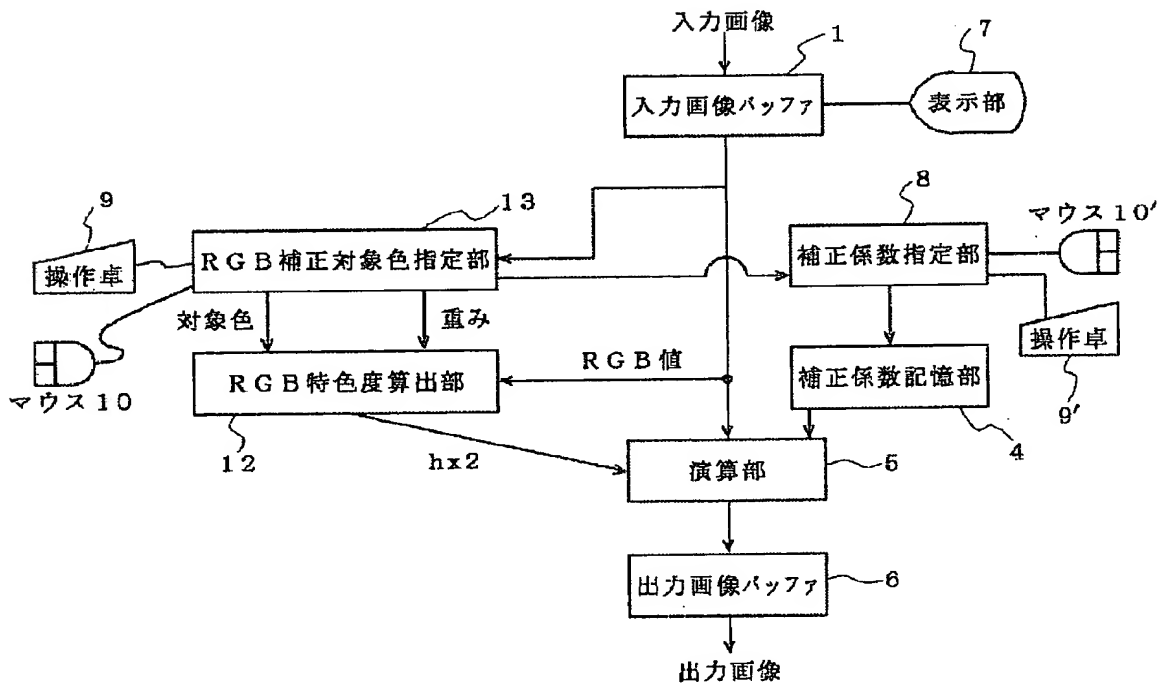 入力画像
1
7
入力画像バッファ
表示部
9
13
8
マウス10′
操作卓
RGB補正対象色指定部
補正係数指定部
対象色
重み
操作卓
RGB値
マウス10
RGB特色度算出部
補正係数記憶部
9′
12
hx2
4
演算部
5
出力画像バッファ
6
出力画像